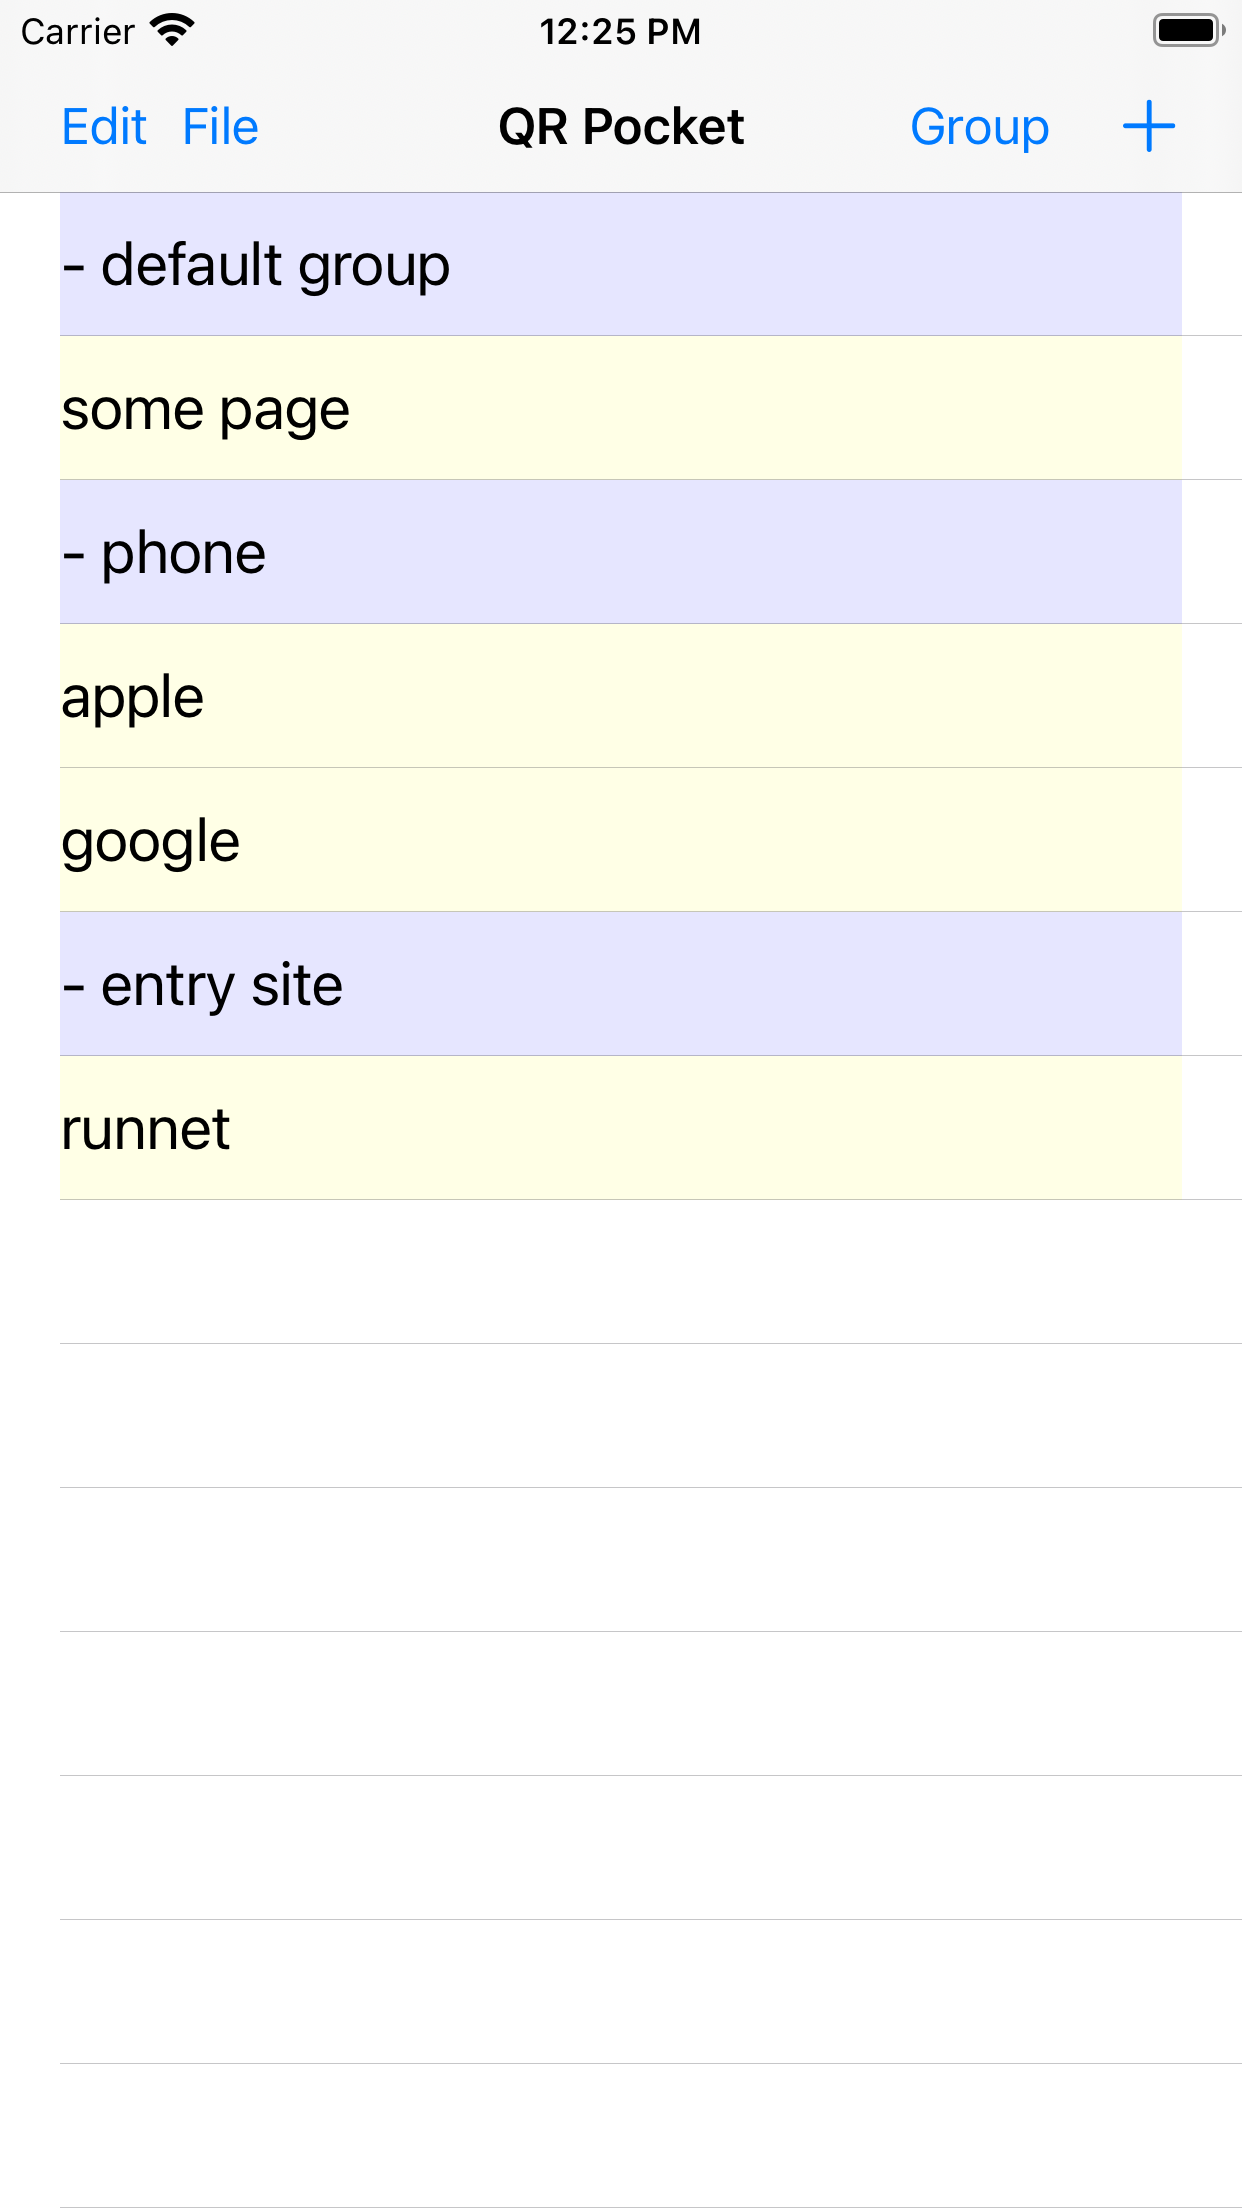 Carrier 12:25 PM
Edit File QR Pocket Group +
- default group
some page
- phone
apple
google
- entry site
runnet